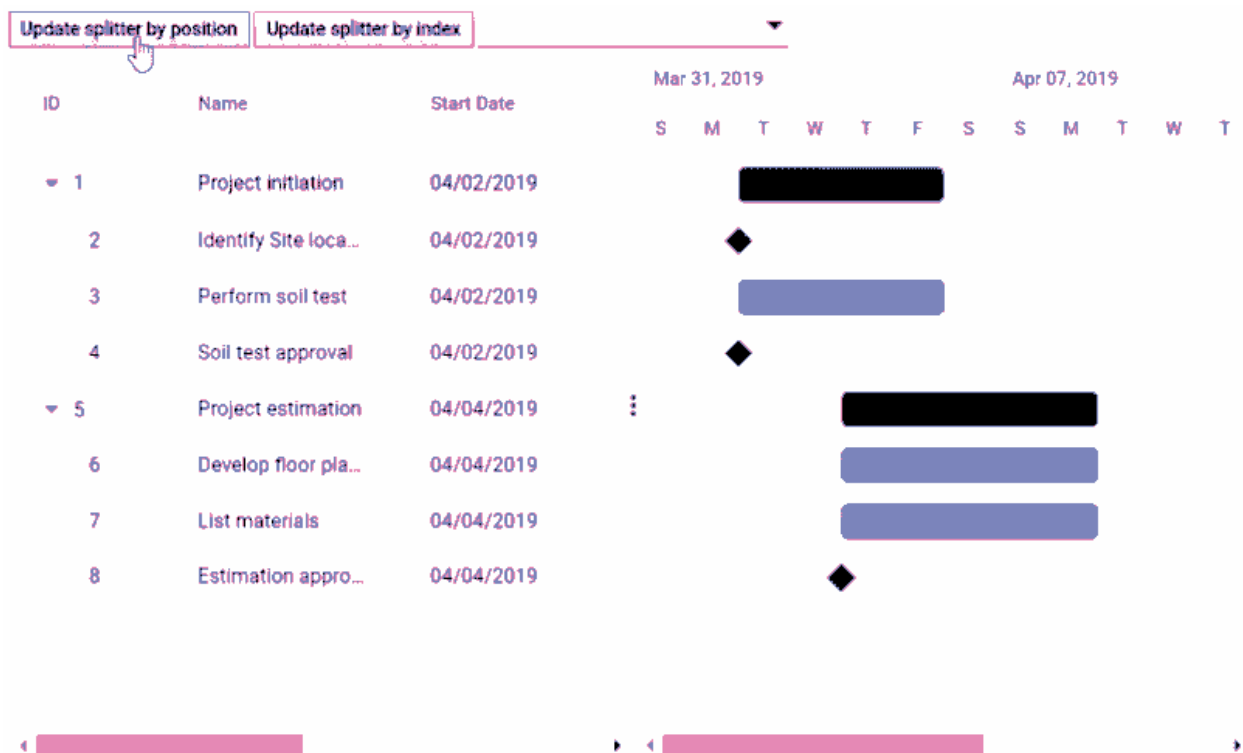 Update splitter by position Update splitter by index
Mar 31, 2019 Apr 07, 2019
ID Name Start Date
S M T W T F S S M T W T
1 Project initiation 04/02/2019
2 Identify Site loca...  04/02/2019
3 Perform soil test 04/02/2019
4 Soil test approval 04/02/2019
5 Project estimation 04/04/2019
6 Develop floor pla... 04/04/2019
7 List materials 04/04/2019
8 Estimation appro... 04/04/2019